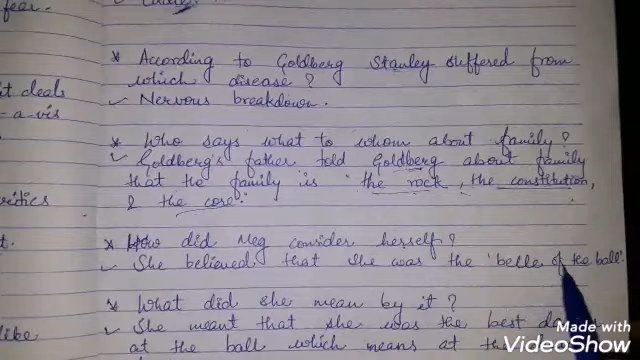 fear.
* According to Goldberg Stanley suffered from
which disease?
✓ Nervous breakdown.
it deals
-a-vis
* Who says what to whom about family?
✓ Goldberg's father told Goldberg about family
that the family is "the rock, the constitution,
& the core."
* How did Meg consider herself?
✓ She believed that she was the 'belle of the ball'.
* What did she mean by it?
✓ She meant that she was the best
at the ball which means at
like
Made with
VideoShow